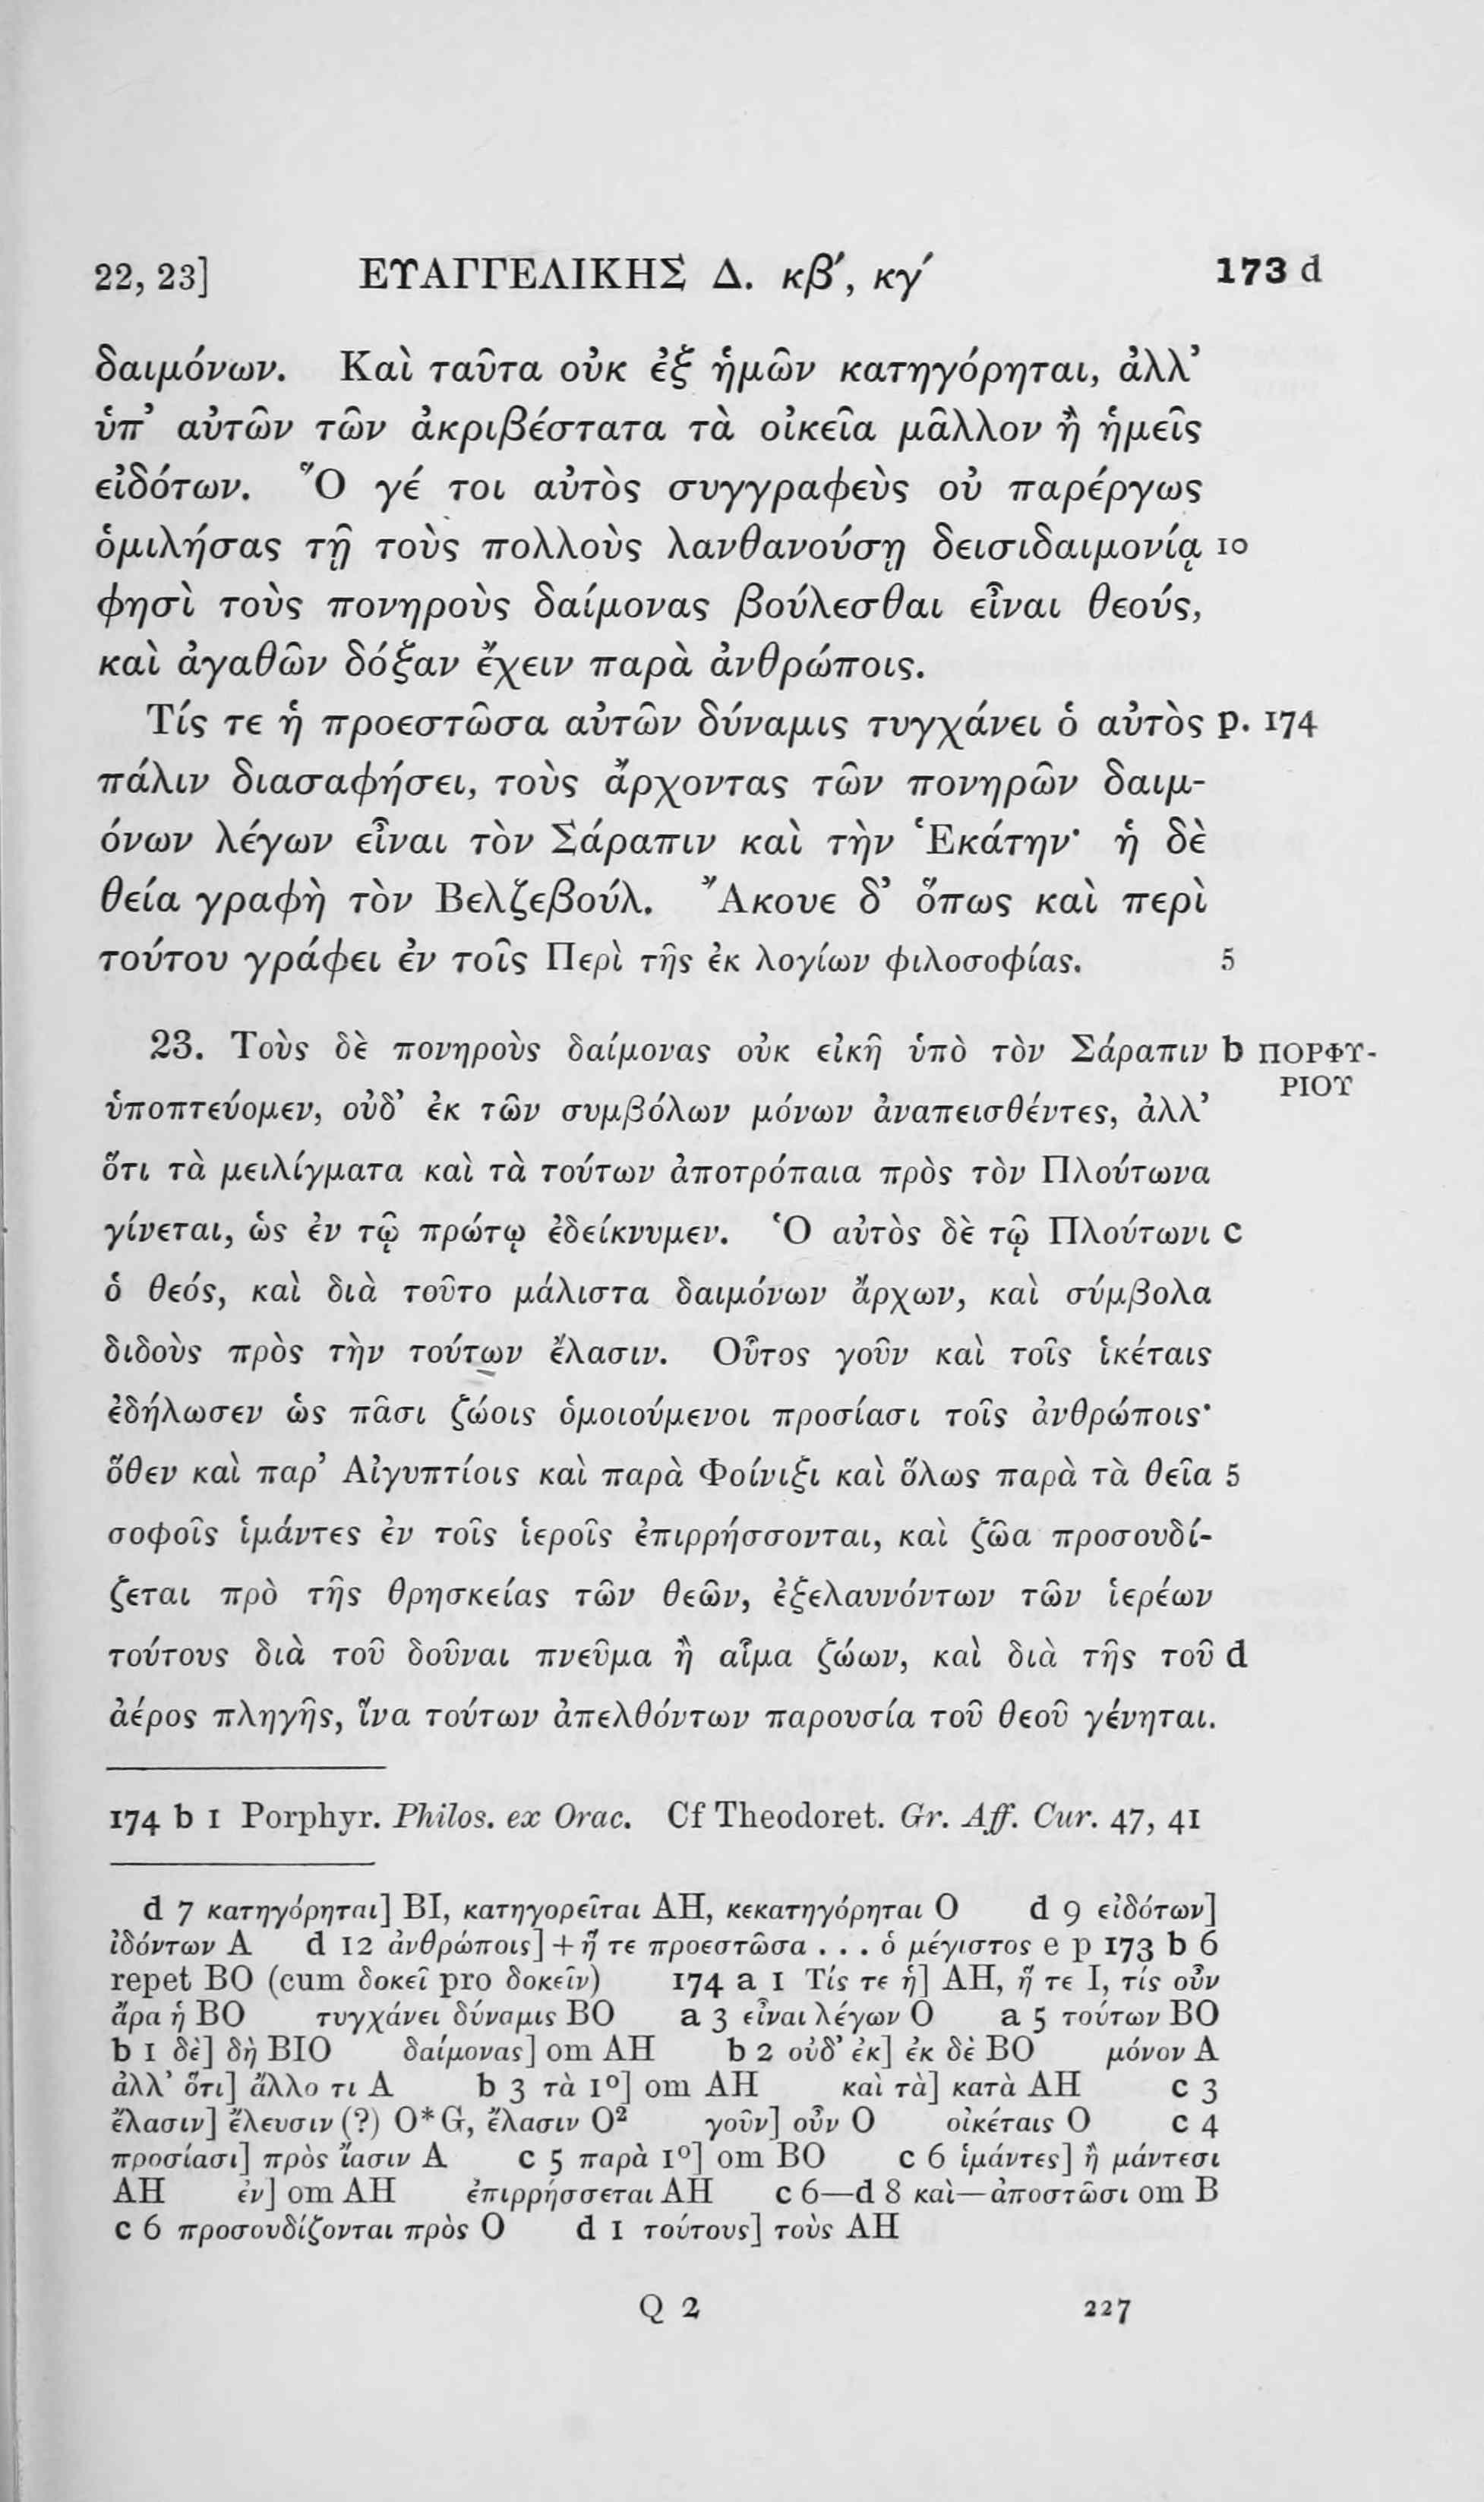 22, 23] ΕΥΑΓΓΕΛΙΚΗΣ Δ. κβ΄, κγ΄ 173 d
δαιμόνων. Καὶ ταῦτα οὐκ ἐξ ἡμῶν κατηγόρηται, ἀλλ’
ὑπ’ αὐτῶν τῶν ἀκριβέστατα τὰ οἰκεῖα μᾶλλον ἢ ἡμεῖς
εἰδότων. Ὅ γέ τοι αὐτὸς συγγραφεὺς οὐ παρέργως
ὁμιλήσας τῇ τοὺς πολλοὺς λανθανούσῃ δεισιδαιμονίᾳ 10
φησὶ τοὺς πονηροὺς δαίμονας βούλεσθαι εἶναι θεούς,
καὶ ἀγαθῶν δόξαν ἔχειν παρὰ ἀνθρώποις.
Τίς τε ἡ προεστῶσα αὐτῶν δύναμις τυγχάνει ὁ αὐτὸς p. 174
πάλιν διασαφήσει, τοὺς ἄρχοντας τῶν πονηρῶν δαιμ-
όνων λέγων εἶναι τὸν Σάραπιν καὶ τὴν Ἑκάτην· ἡ δὲ
θεία γραφὴ τὸν Βελζεβούλ. Ἄκουε δ’ ὅπως καὶ περὶ
τούτου γράφει ἐν τοῖς Περὶ τῆς ἐκ λογίων φιλοσοφίας. 5
23. Τοὺς δὲ πονηροὺς δαίμονας οὐκ εἰκῆ ὑπὸ τὸν Σάραπιν b ΠΟΡΦΥ-
ΡΙΟΥ
ὑποπτεύομεν, οὐδ’ ἐκ τῶν συμβόλων μόνων ἀναπεισθέντες, ἀλλ’
ὅτι τὰ μειλίγματα καὶ τὰ τούτων ἀποτρόπαια πρὸς τὸν Πλούτωνα
γίνεται, ὡς ἐν τῷ πρώτῳ ἐδείκνυμεν. Ὁ αὐτὸς δὲ τῷ Πλούτωνι c
ὁ θεός, καὶ διὰ τοῦτο μάλιστα δαιμόνων ἄρχων, καὶ σύμβολα
διδοὺς πρὸς τὴν τούτων ἔλασιν. Οὗτος γοῦν καὶ τοῖς ἱκέταις
ἐδήλωσεν ὡς πᾶσι ζώοις ὁμοιούμενοι προσίασι τοῖς ἀνθρώποις·
ὅθεν καὶ παρ’ Αἰγυπτίοις καὶ παρὰ Φοίνιξι καὶ ὅλως παρὰ τὰ θεῖα 5
σοφοῖς ἱμάντες ἐν τοῖς ἱεροῖς ἐπιρρήσσονται, καὶ ζῶα προσουδί-
ζεται πρὸ τῆς θρησκείας τῶν θεῶν, ἐξελαυνόντων τῶν ἱερέων
τούτους διὰ τοῦ δοῦναι πνεῦμα ἢ αἷμα ζώων, καὶ διὰ τῆς τοῦ d
ἀέρος πληγῆς, ἵνα τούτων ἀπελθόντων παρουσία τοῦ θεοῦ γένηται.
174 b 1 Porphyr. Philos. ex Orac. Cf Theodoret. Gr. Aff. Cur. 47, 41
d 7 κατηγόρηται] BI, κατηγορεῖται AH, κεκατηγόρηται O d 9 εἰδότων]
ἰδόντων A d 12 ἀνθρώποις] + ἥ τε προεστῶσα . . . ὁ μέγιστος e p 173 b 6
repet BO (cum δοκεῖ pro δοκεῖν) 174 a 1 Τίς τε ἡ] AH, ἥ τε I, τίς οὖν
ἄρα ἡ BO τυγχάνει δύναμις BO a 3 εἶναι λέγων O a 5 τούτων BO
b 1 δὲ] δὴ BIO δαίμονας] om AH b 2 οὐδ’ ἐκ] ἐκ δὲ BO μόνον A
ἀλλ’ ὅτι] ἄλλο τι A b 3 τὰ 1º] om AH καὶ τὰ] κατὰ AH c 3
ἔλασιν] ἔλευσιν (?) O* G, ἔλασιν O² γοῦν] οὖν O οἰκέταις O c 4
προσίασι] πρὸς ἴασιν A c 5 παρὰ 1º] om BO c 6 ἱμάντες] ἢ μάντεσι
AH ἐν] om AH ἐπιρρήσσεται AH c 6—d 8 καὶ—ἀποστῶσι om B
c 6 προσουδίζονται πρὸς O d 1 τούτους] τοὺς AH
Q 2 227